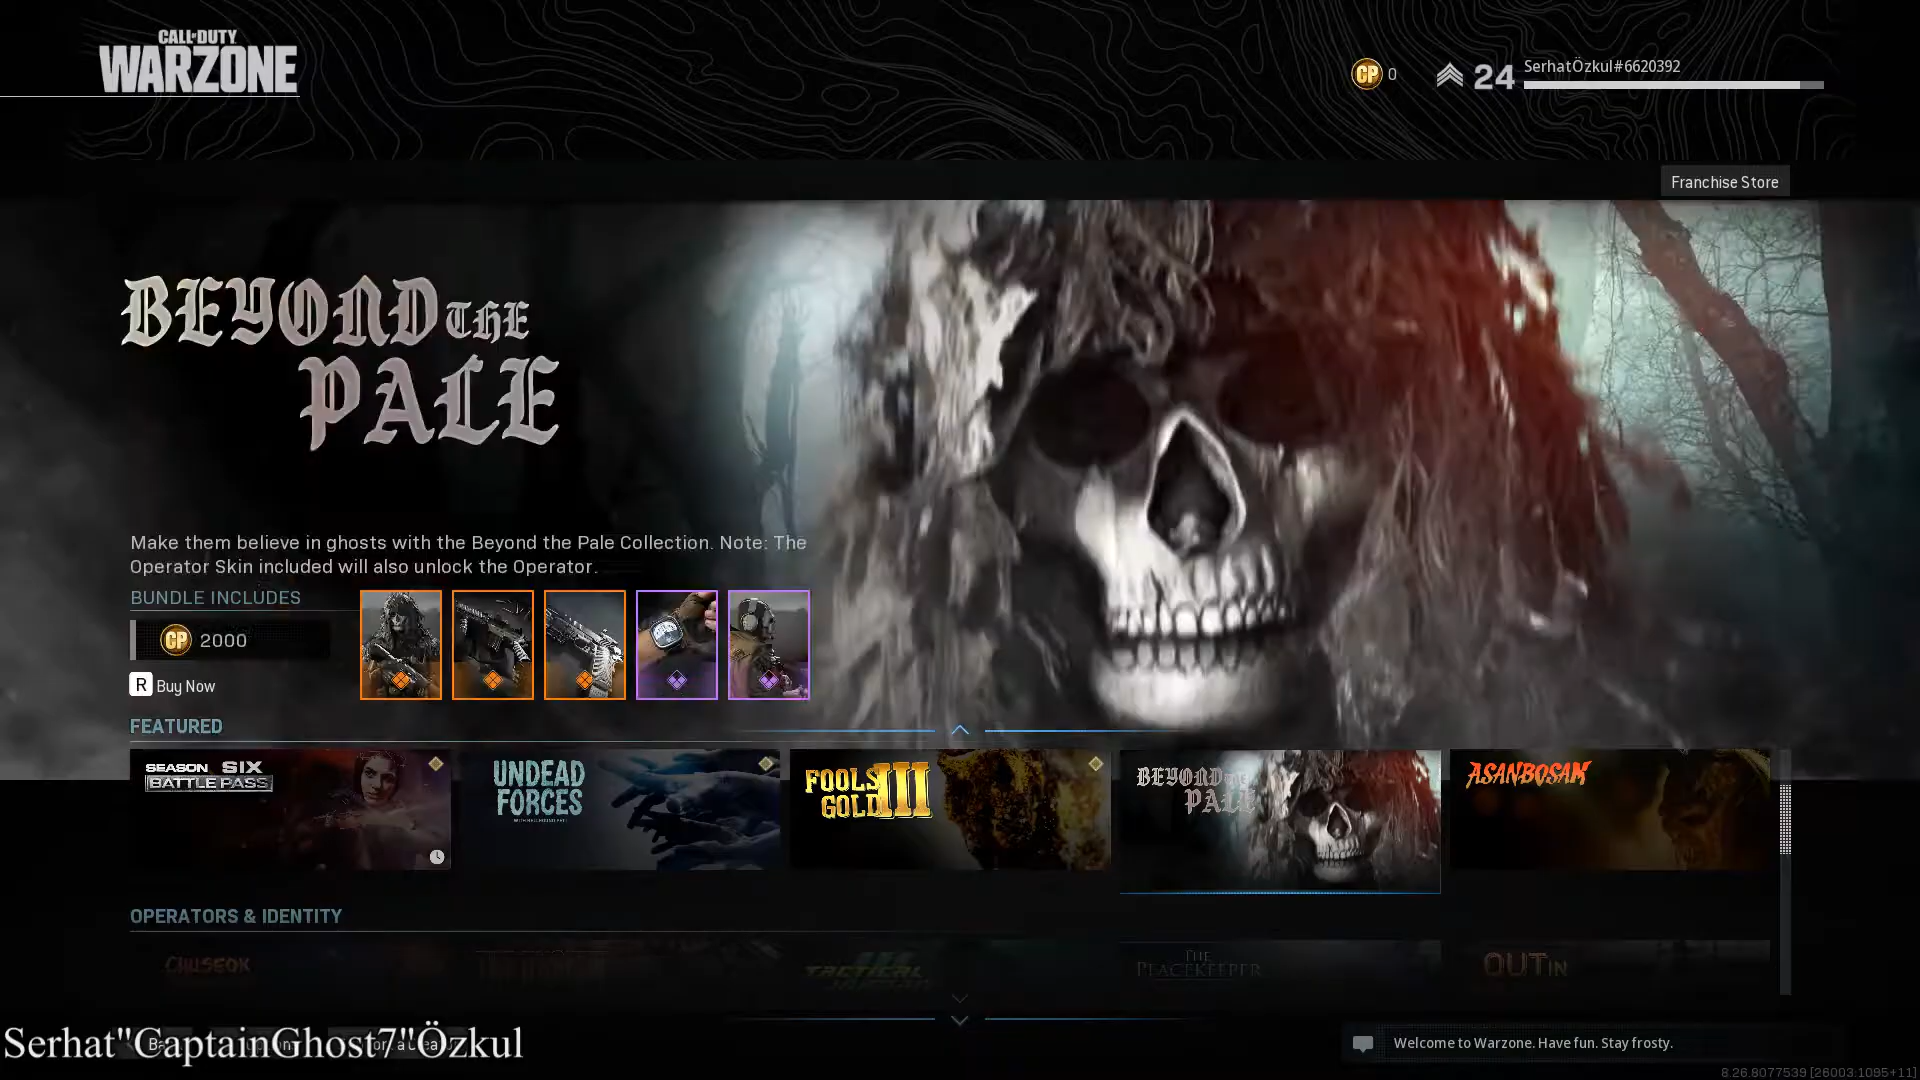 CALL OF DUTY
WARZONE
CP 0
24
SerhatÖzkul#6620392
Franchise Store
BEYOND THE
PALE
Make them believe in ghosts with the Beyond the Pale Collection. Note: The
Operator Skin included will also unlock the Operator.
BUNDLE INCLUDES
CP 2000
R Buy Now
FEATURED
SEASON SIX
BATTLE PASS
UNDEAD
FORCES
FOOLS
GOLD III
BEYOND THE
PALE
ASANBOSAM
OPERATORS & IDENTITY
CHUSEOK
TACTICAL
HUMAN
THE
PEACEKEEPER
OUT IN
Serhat"CaptainGhost7"Özkul
Welcome to Warzone. Have fun. Stay frosty.
8.26.8077539 [26003:1095+11]